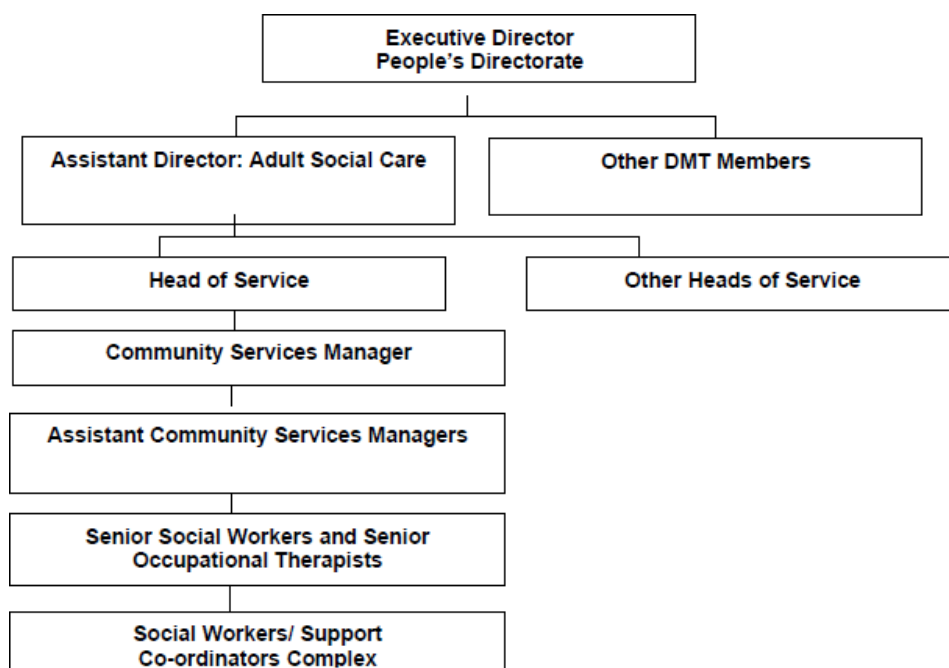 Executive Director
People's Directorate
Assistant Director: Adult Social Care
Other DMT Members
Head of Service
Other Heads of Service
Community Services Manager
Assistant Community Services Managers
Senior Social Workers and Senior
Occupational Therapists
Social Workers/ Support
Co-ordinators Complex